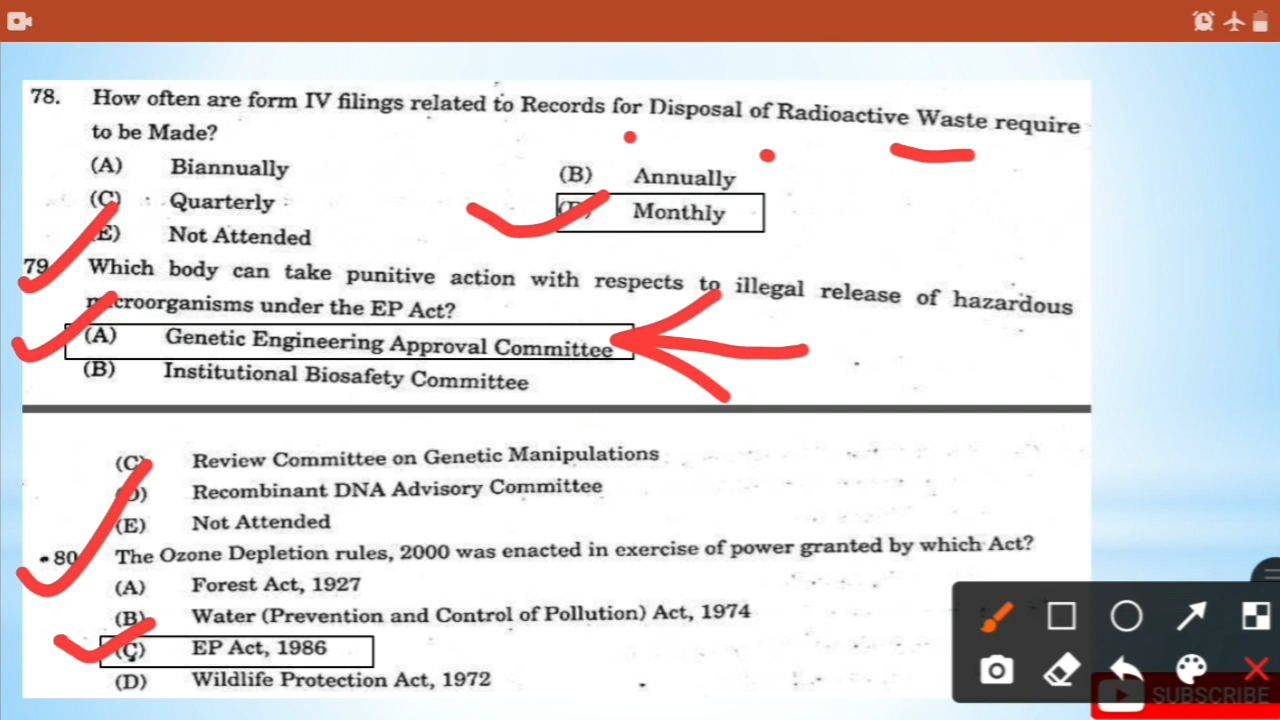 78. How often are form IV filings related to Records for Disposal of Radioactive Waste require
to be Made?
(A) Biannually (B) Annually
(C) Quarterly (D) Monthly
(E) Not Attended
79. Which body can take punitive action with respects to illegal release of hazardous
microorganisms under the EP Act?
(A) Genetic Engineering Approval Committee
(B) Institutional Biosafety Committee
(C) Review Committee on Genetic Manipulations
(D) Recombinant DNA Advisory Committee
(E) Not Attended
80 The Ozone Depletion rules, 2000 was enacted in exercise of power granted by which Act?
(A) Forest Act, 1927
(B) Water (Prevention and Control of Pollution) Act, 1974
(C) EP Act, 1986
(D) Wildlife Protection Act, 1972
SUBSCRIBE